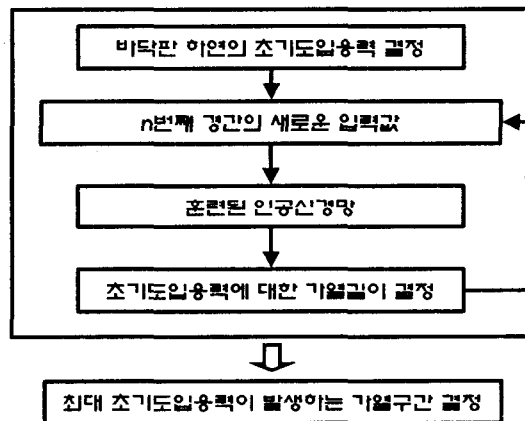 바닥판 하연의 초기도입응력 결정
n번째 경간의 새로운 입력값
훈련된 인공신경망
초기도입응력에 대한 가열길이 결정
최대 초기도입응력이 발생하는 가열구간 결정